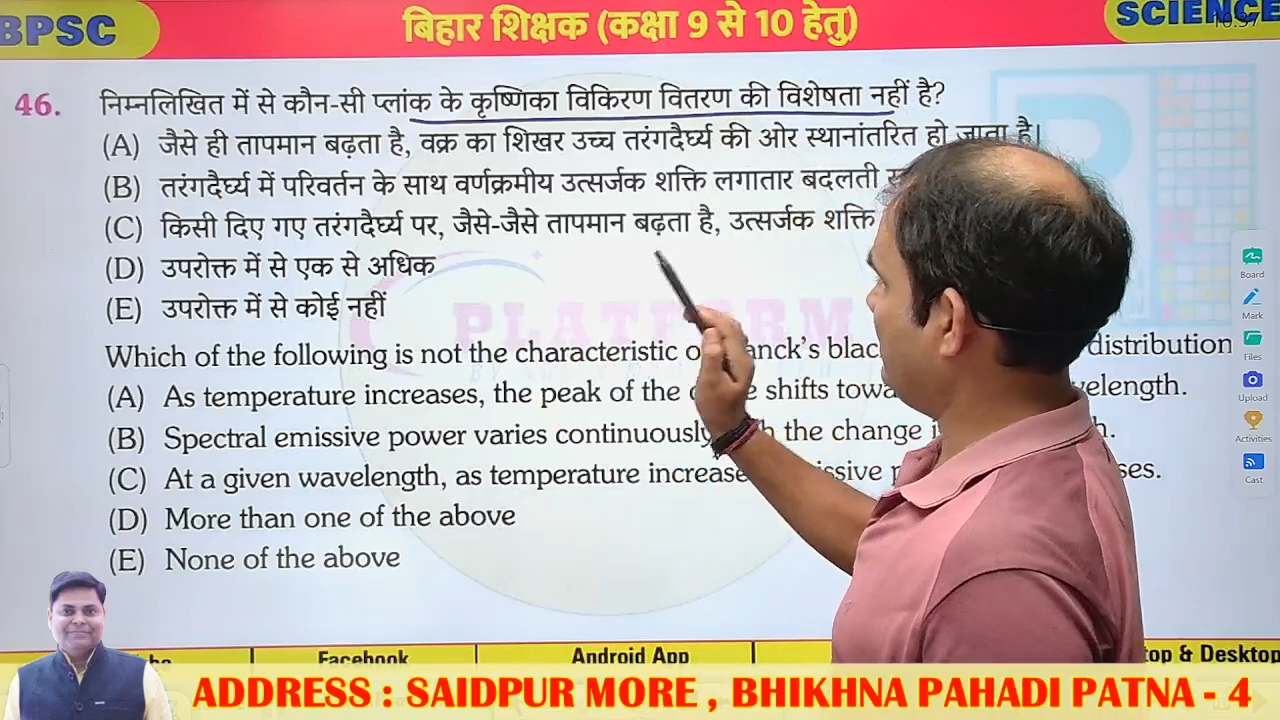 BPSC
बिहार शिक्षक (कक्षा 9 से 10 हेतु)
SCIENCE
46. निम्नलिखित में से कौन-सी प्लांक के कृष्णिका विकिरण वितरण की विशेषता नहीं है?
(A) जैसे ही तापमान बढ़ता है, वक्र का शिखर उच्च तरंगदैर्घ्य की ओर स्थानांतरित हो जाता है।
(B) तरंगदैर्घ्य में परिवर्तन के साथ वर्णक्रमीय उत्सर्जक शक्ति लगातार बदलती
(C) किसी दिए गए तरंगदैर्घ्य पर, जैसे-जैसे तापमान बढ़ता है, उत्सर्जक शक्ति
(D) उपरोक्त में से एक से अधिक
(E) उपरोक्त में से कोई नहीं
PLATFORM
Which of the following is not the characteristic distribution
(A) As temperature increases, the peak of the shifts
(B) Spectral emissive power varies continuously the change
(C) At a given wavelength, as temperature
(D) More than one of the above
(E) None of the above
Board
Mark
Files
Upload
Activities
Cast
Facebook
Android App
& Desktop
ADDRESS : SAIDPUR MORE , BHIKHNA PAHADI PATNA - 4